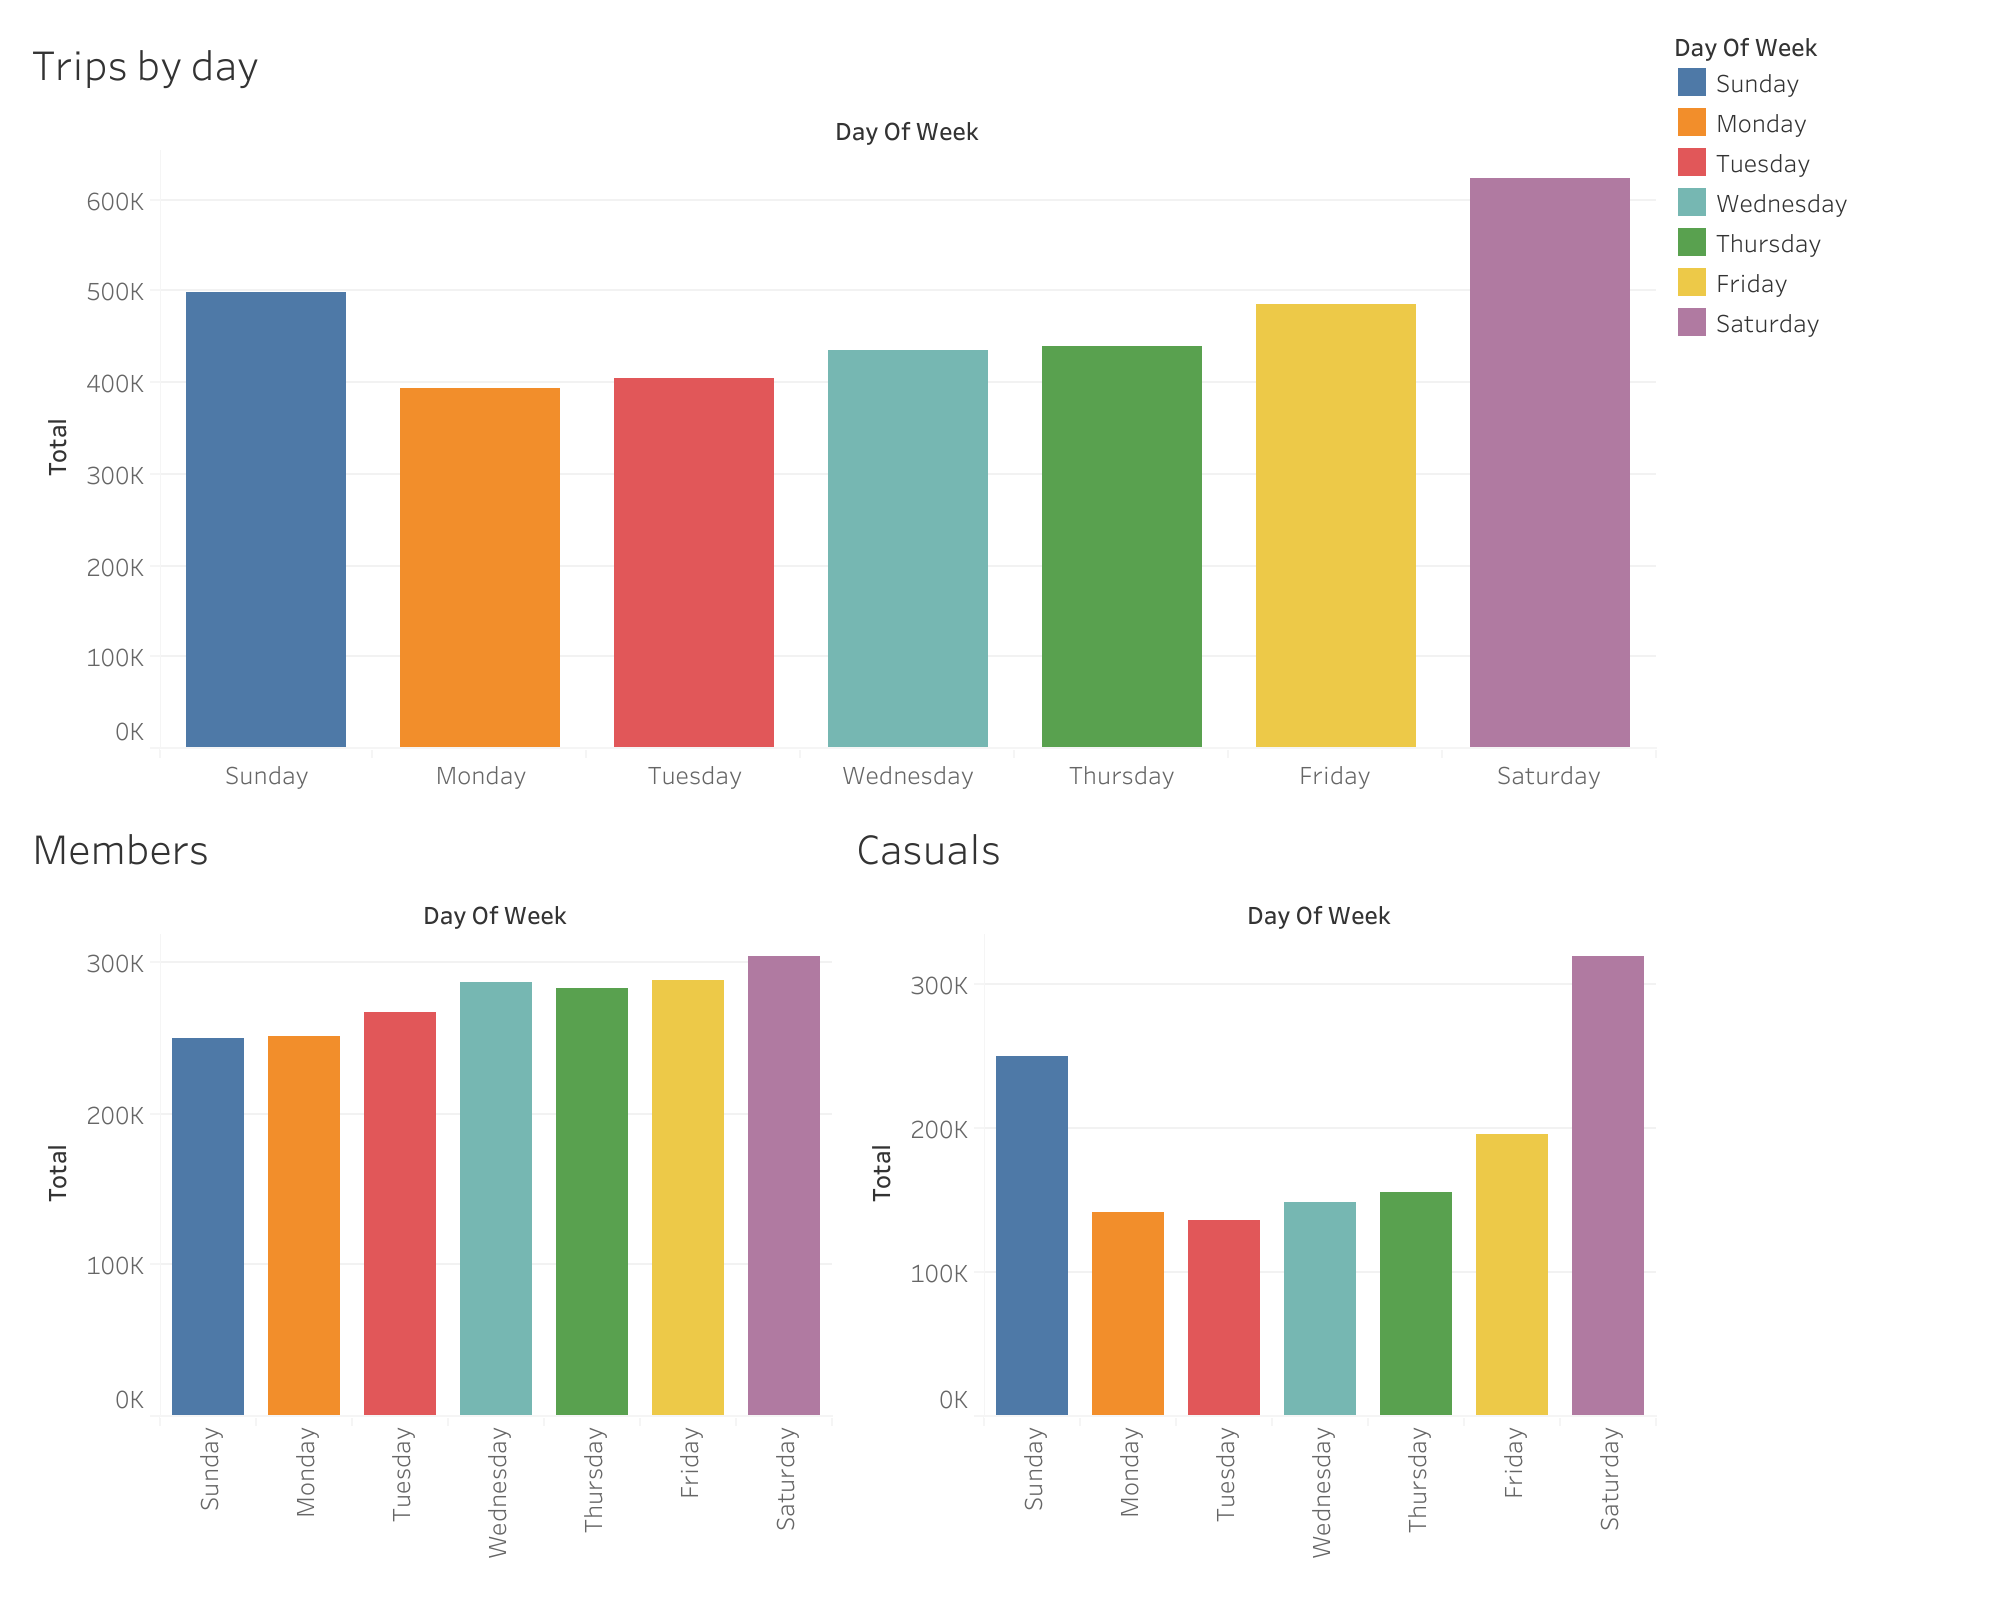 Trips by day
Day Of Week
600K
500K
400K
300K
200K
100K
0K
Total
Sunday Monday Tuesday Wednesday Thursday Friday Saturday
Day Of Week
Sunday
Monday
Tuesday
Wednesday
Thursday
Friday
Saturday
Members
Day Of Week
300K
200K
100K
0K
Total
Sunday
Monday
Tuesday
Wednesday
Thursday
Friday
Saturday
Casuals
Day Of Week
300K
200K
100K
0K
Total
Sunday
Monday
Tuesday
Wednesday
Thursday
Friday
Saturday